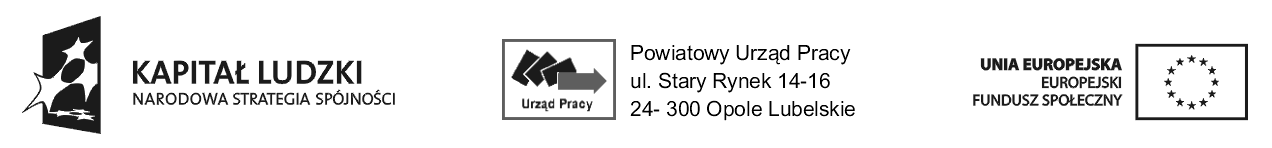 KAPITAŁ LUDZKI
NARODOWA STRATEGIA SPÓJNOŚCI
Urząd Pracy
Powiatowy Urząd Pracy
ul. Stary Rynek 14-16
24- 300 Opole Lubelskie
UNIA EUROPEJSKA
EUROPEJSKI
FUNDUSZ SPOŁECZNY